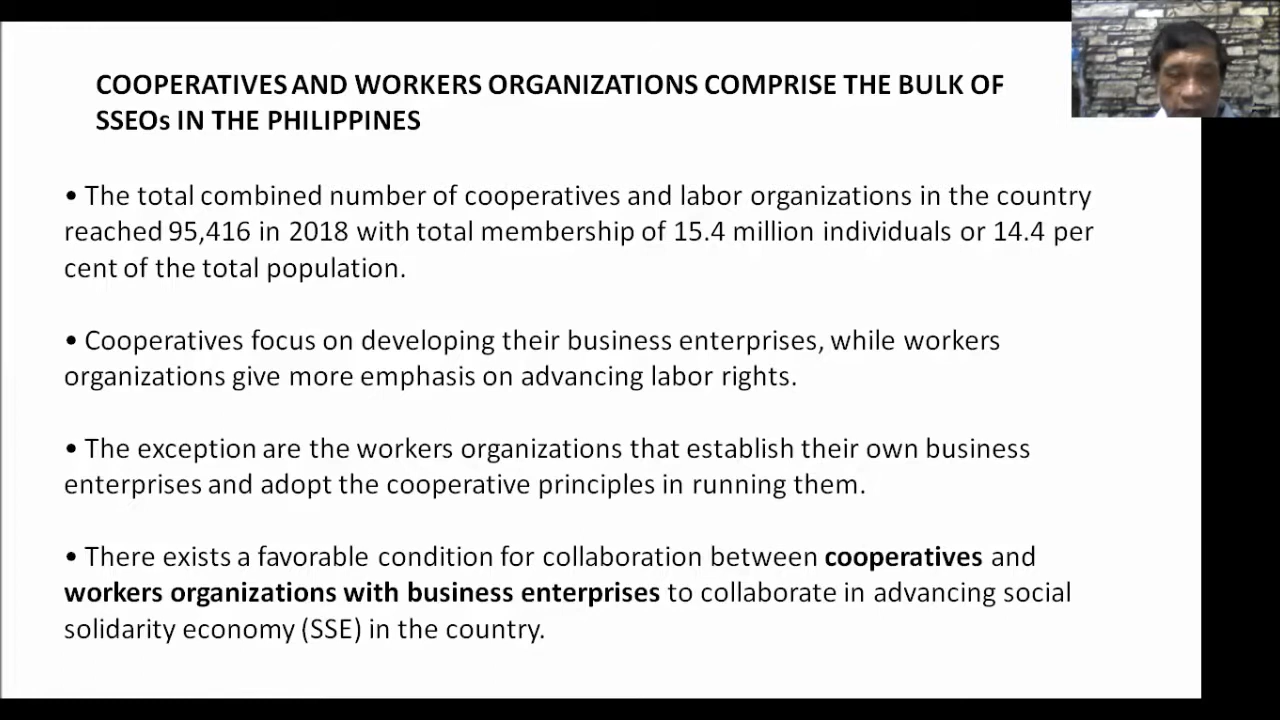 COOPERATIVES AND WORKERS ORGANIZATIONS COMPRISE THE BULK OF
SSEOs IN THE PHILIPPINES
• The total combined number of cooperatives and labor organizations in the country
reached 95,416 in 2018 with total membership of 15.4 million individuals or 14.4 per
cent of the total population.
• Cooperatives focus on developing their business enterprises, while workers
organizations give more emphasis on advancing labor rights.
• The exception are the workers organizations that establish their own business
enterprises and adopt the cooperative principles in running them.
• There exists a favorable condition for collaboration between cooperatives and
workers organizations with business enterprises to collaborate in advancing social
solidarity economy (SSE) in the country.